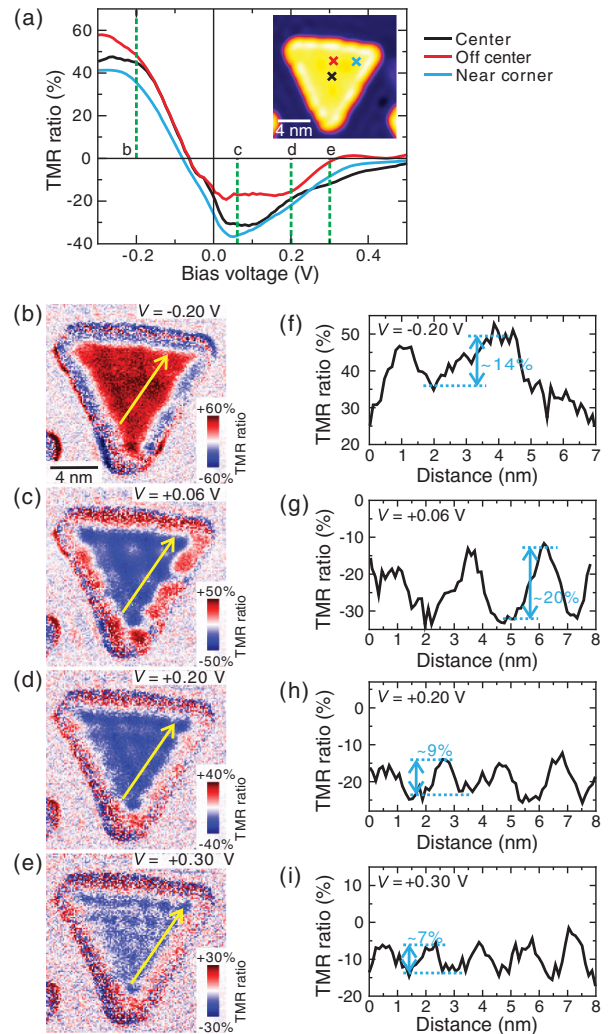 (a)
TMR ratio (%)
60
40
20
0
-20
-40
b
c
d
e
-0.2
0.0
0.2
0.4
Bias voltage (V)
4 nm
Center
Off center
Near corner
(b)
V = -0.20 V
+60%
-60%
TMR ratio
4 nm
(c)
V = +0.06 V
+50%
-50%
TMR ratio
(d)
V = +0.20 V
+40%
-40%
TMR ratio
(e)
V = +0.30 V
+30%
-30%
TMR ratio
(f)
V = -0.20 V
~14%
TMR ratio (%)
50
40
30
20
0 1 2 3 4 5 6 7
Distance (nm)
(g)
V = +0.06 V
~20%
TMR ratio (%)
0
-10
-20
-30
0 1 2 3 4 5 6 7 8
Distance (nm)
(h)
V = +0.20 V
~9%
TMR ratio (%)
0
-10
-20
0 1 2 3 4 5 6 7 8
Distance (nm)
(i)
V = +0.30 V
~7%
TMR ratio (%)
10
0
-10
-20
0 1 2 3 4 5 6 7 8
Distance (nm)